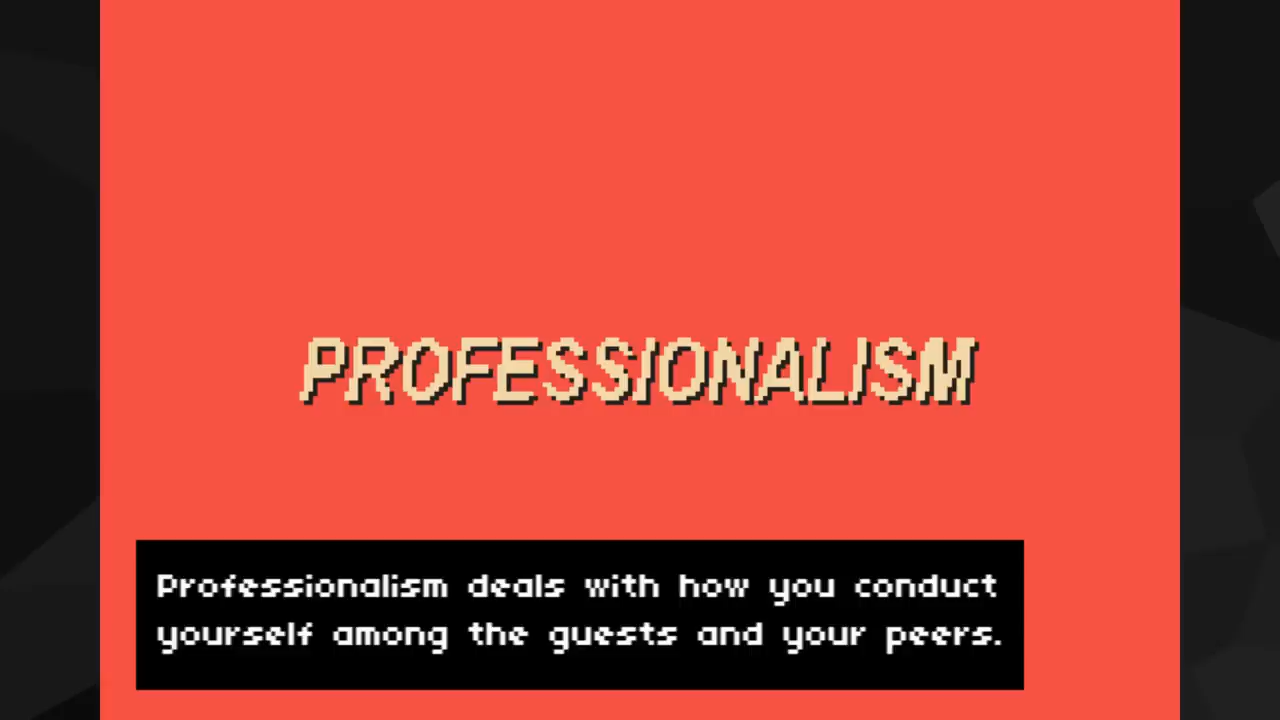 PROFESSIONALISM
Professionalism deals with how you conduct
yourself among the guests and your peers.